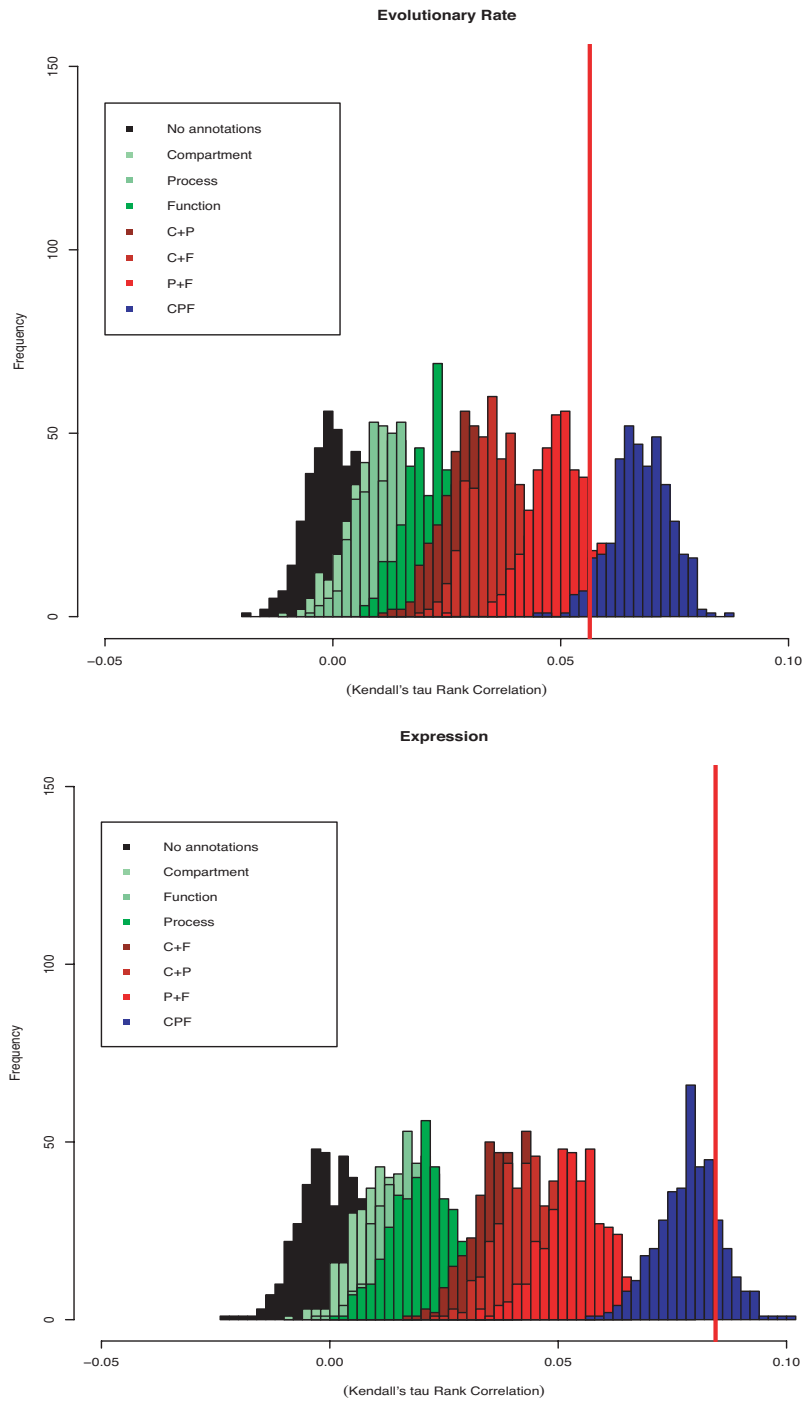 Evolutionary Rate
150
100
50
0
Frequency
No annotations
Compartment
Process
Function
C+P
C+F
P+F
CPF
−0.05 0.00 0.05 0.10
(Kendall's tau Rank Correlation)
Expression
150
100
50
0
Frequency
No annotations
Compartment
Function
Process
C+F
C+P
P+F
CPF
−0.05 0.00 0.05 0.10
(Kendall's tau Rank Correlation)